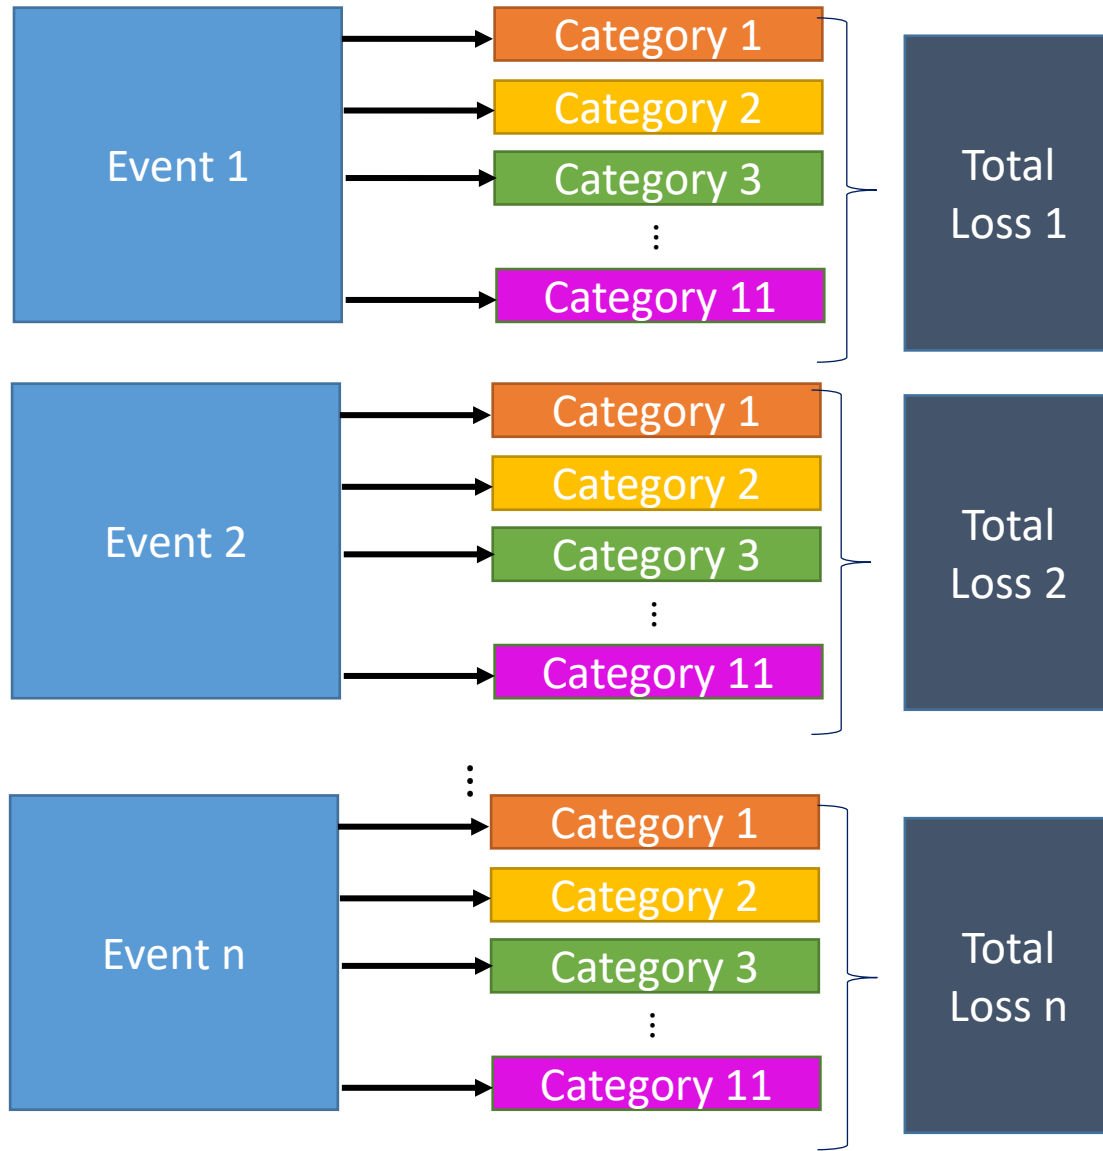 Event 1
Category 1
Category 2
Category 3
⋮
Category 11
Total
Loss 1
Event 2
Category 1
Category 2
Category 3
⋮
Category 11
Total
Loss 2
⋮
Event n
Category 1
Category 2
Category 3
⋮
Category 11
Total
Loss n